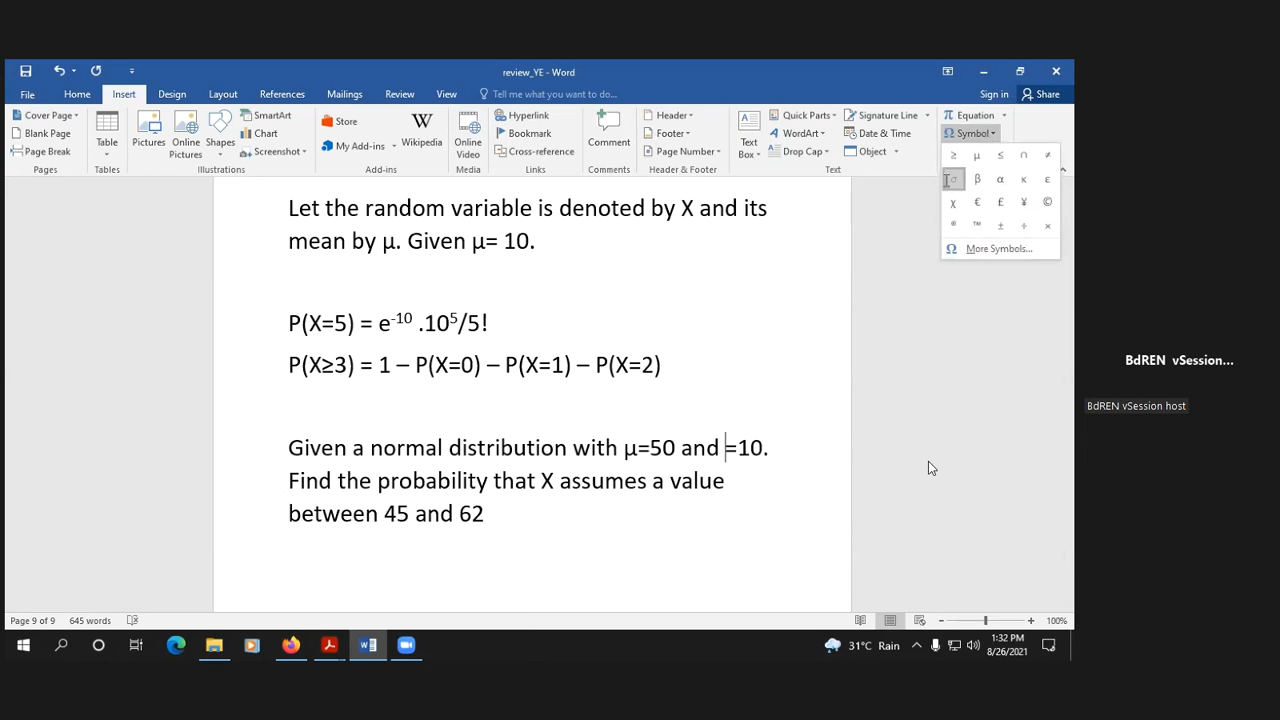 review_YE - Word
File Home Insert Design Layout References Mailings Review View Tell me what you want to do... Sign in Share
Cover Page
Blank Page
Page Break
Pages
Table
Tables
Pictures
Online Pictures
Shapes
SmartArt
Chart
Screenshot
Illustrations
Store
My Add-ins
Wikipedia
Add-ins
Online Video
Media
Hyperlink
Bookmark
Cross-reference
Links
Comment
Comments
Header
Footer
Page Number
Header & Footer
Text Box
Quick Parts
WordArt
Drop Cap
Signature Line
Date & Time
Object
Text
π Equation
Ω Symbol
≥ µ ≤ ∩ ≠
σ β α κ ε
χ € £ ¥ ©
® ™ ± ÷ ×
Ω More Symbols...
Let the random variable is denoted by X and its
mean by µ. Given µ= 10.
P(X=5) = e-10 .105/5!
P(X≥3) = 1 – P(X=0) – P(X=1) – P(X=2)
Given a normal distribution with µ=50 and =10.
Find the probability that X assumes a value
between 45 and 62
BdREN vSession...
BdREN vSession host
Page 9 of 9 645 words
100%
31°C Rain
1:32 PM
8/26/2021